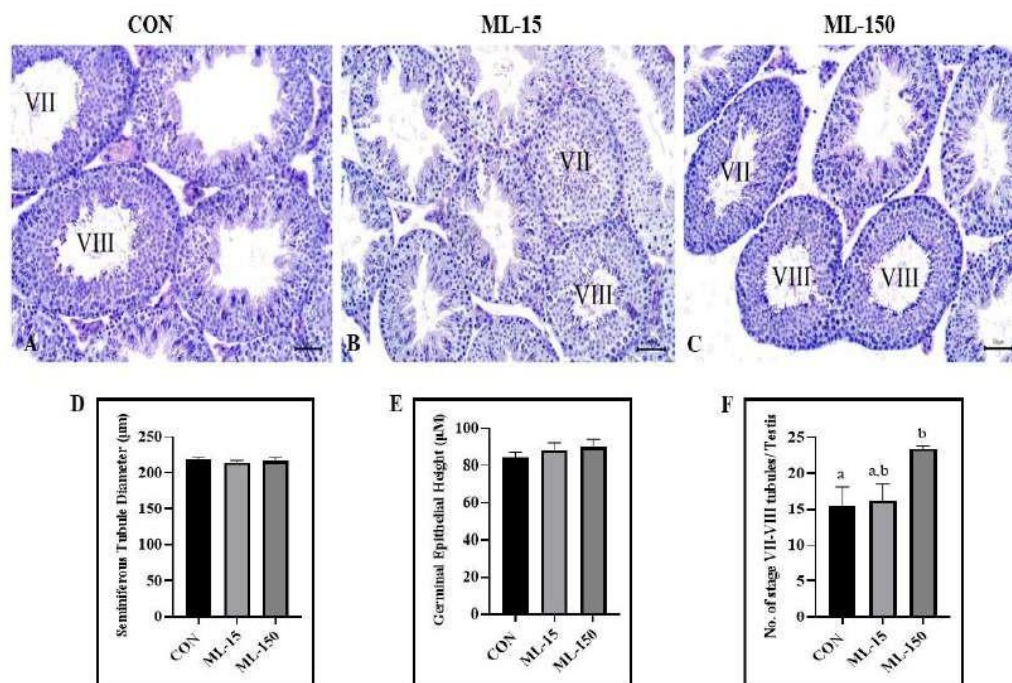 CON ML-15 ML-150
VII
VIII
A
VII
VIII
B
VII
VIII VIII
C
D
Seminiferous Tubule Diameter (µm)
250
200
150
100
50
0
CON ML-15 ML-150
E
Germinal Epithelial Height (µM)
100
80
60
40
20
0
CON ML-15 ML-150
F
No. of stage VII-VIII tubules/ Testis
25
20
15
10
5
0
a a,b b
CON ML-15 ML-150